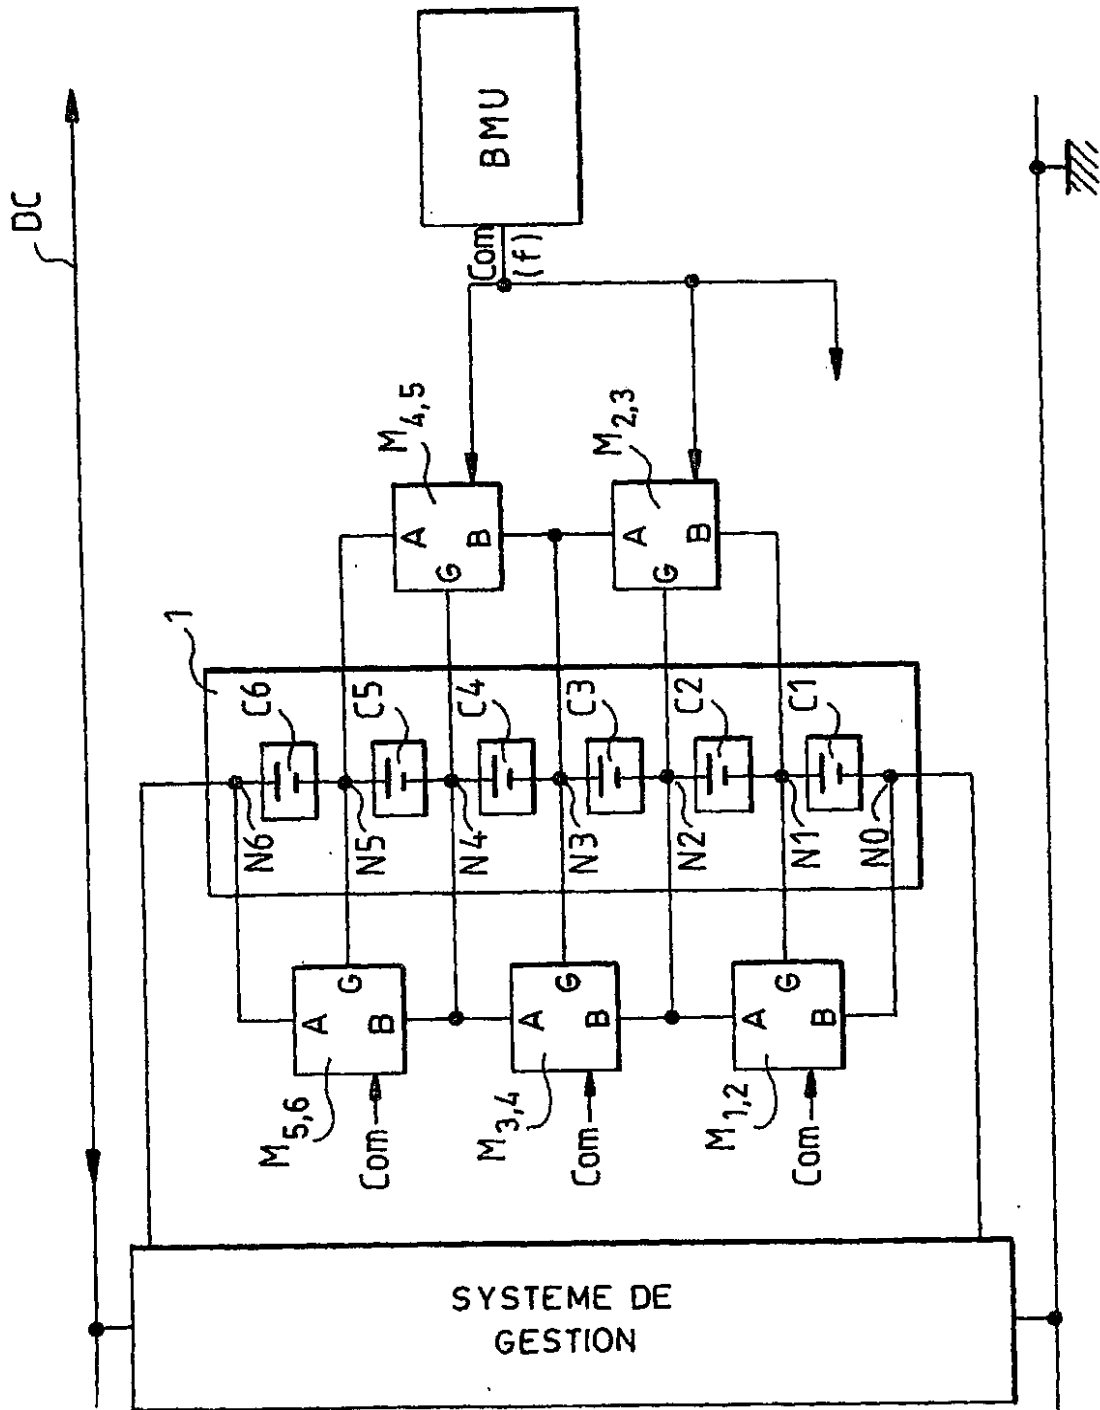 DC
BMU
Com
(f)
M4,5
A
G
B
M2,3
A
G
B
1
C6
C5
C4
C3
C2
C1
N6
N5
N4
N3
N2
N1
N0
A
G
B
A
G
B
A
G
B
M5,6
Com
M3,4
Com
M1,2
Com
SYSTEME DE
GESTION